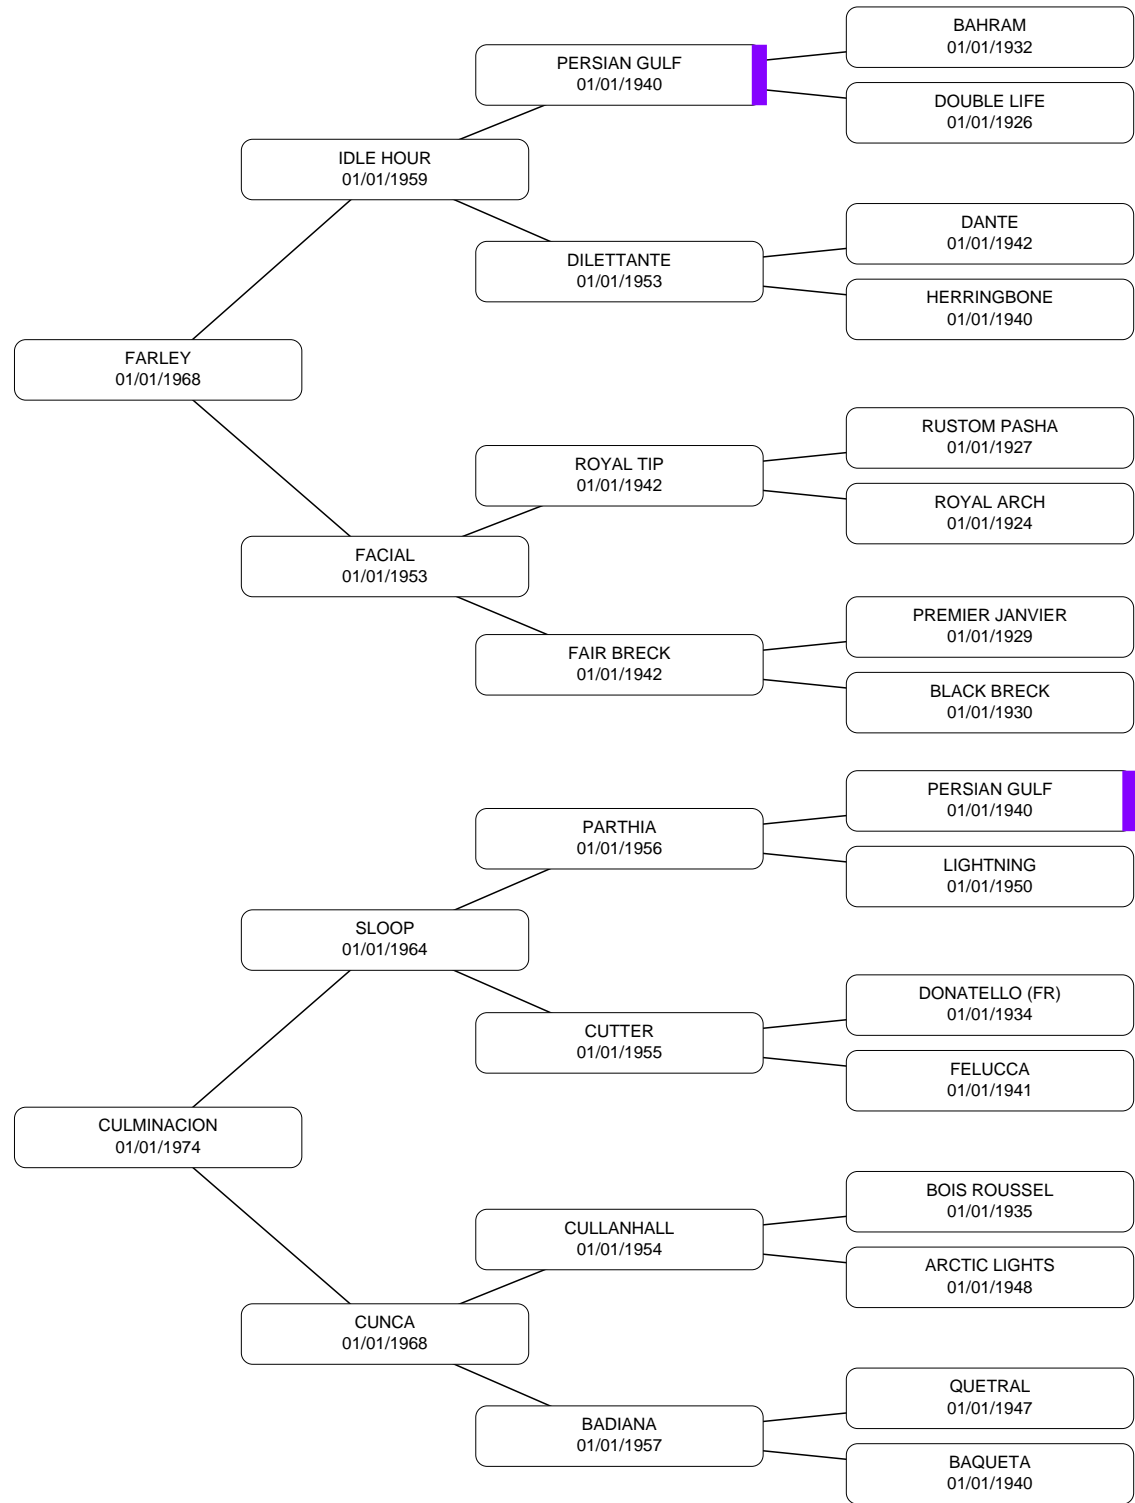 BAHRAM
01/01/1932
PERSIAN GULF
01/01/1940
DOUBLE LIFE
01/01/1926
IDLE HOUR
01/01/1959
DANTE
01/01/1942
DILETTANTE
01/01/1953
HERRINGBONE
01/01/1940
FARLEY
01/01/1968
RUSTOM PASHA
01/01/1927
ROYAL TIP
01/01/1942
ROYAL ARCH
01/01/1924
FACIAL
01/01/1953
PREMIER JANVIER
01/01/1929
FAIR BRECK
01/01/1942
BLACK BRECK
01/01/1930
PERSIAN GULF
01/01/1940
PARTHIA
01/01/1956
LIGHTNING
01/01/1950
SLOOP
01/01/1964
DONATELLO (FR)
01/01/1934
CUTTER
01/01/1955
FELUCCA
01/01/1941
CULMINACION
01/01/1974
BOIS ROUSSEL
01/01/1935
CULLANHALL
01/01/1954
ARCTIC LIGHTS
01/01/1948
CUNCA
01/01/1968
QUETRAL
01/01/1947
BADIANA
01/01/1957
BAQUETA
01/01/1940